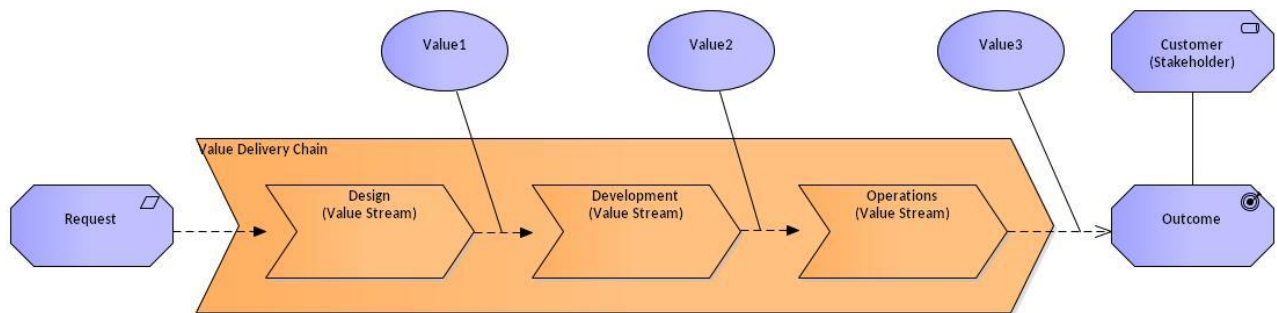 Value1
Value2
Value3
Customer
(Stakeholder)
Value Delivery Chain
Request
Design
(Value Stream)
Development
(Value Stream)
Operations
(Value Stream)
Outcome